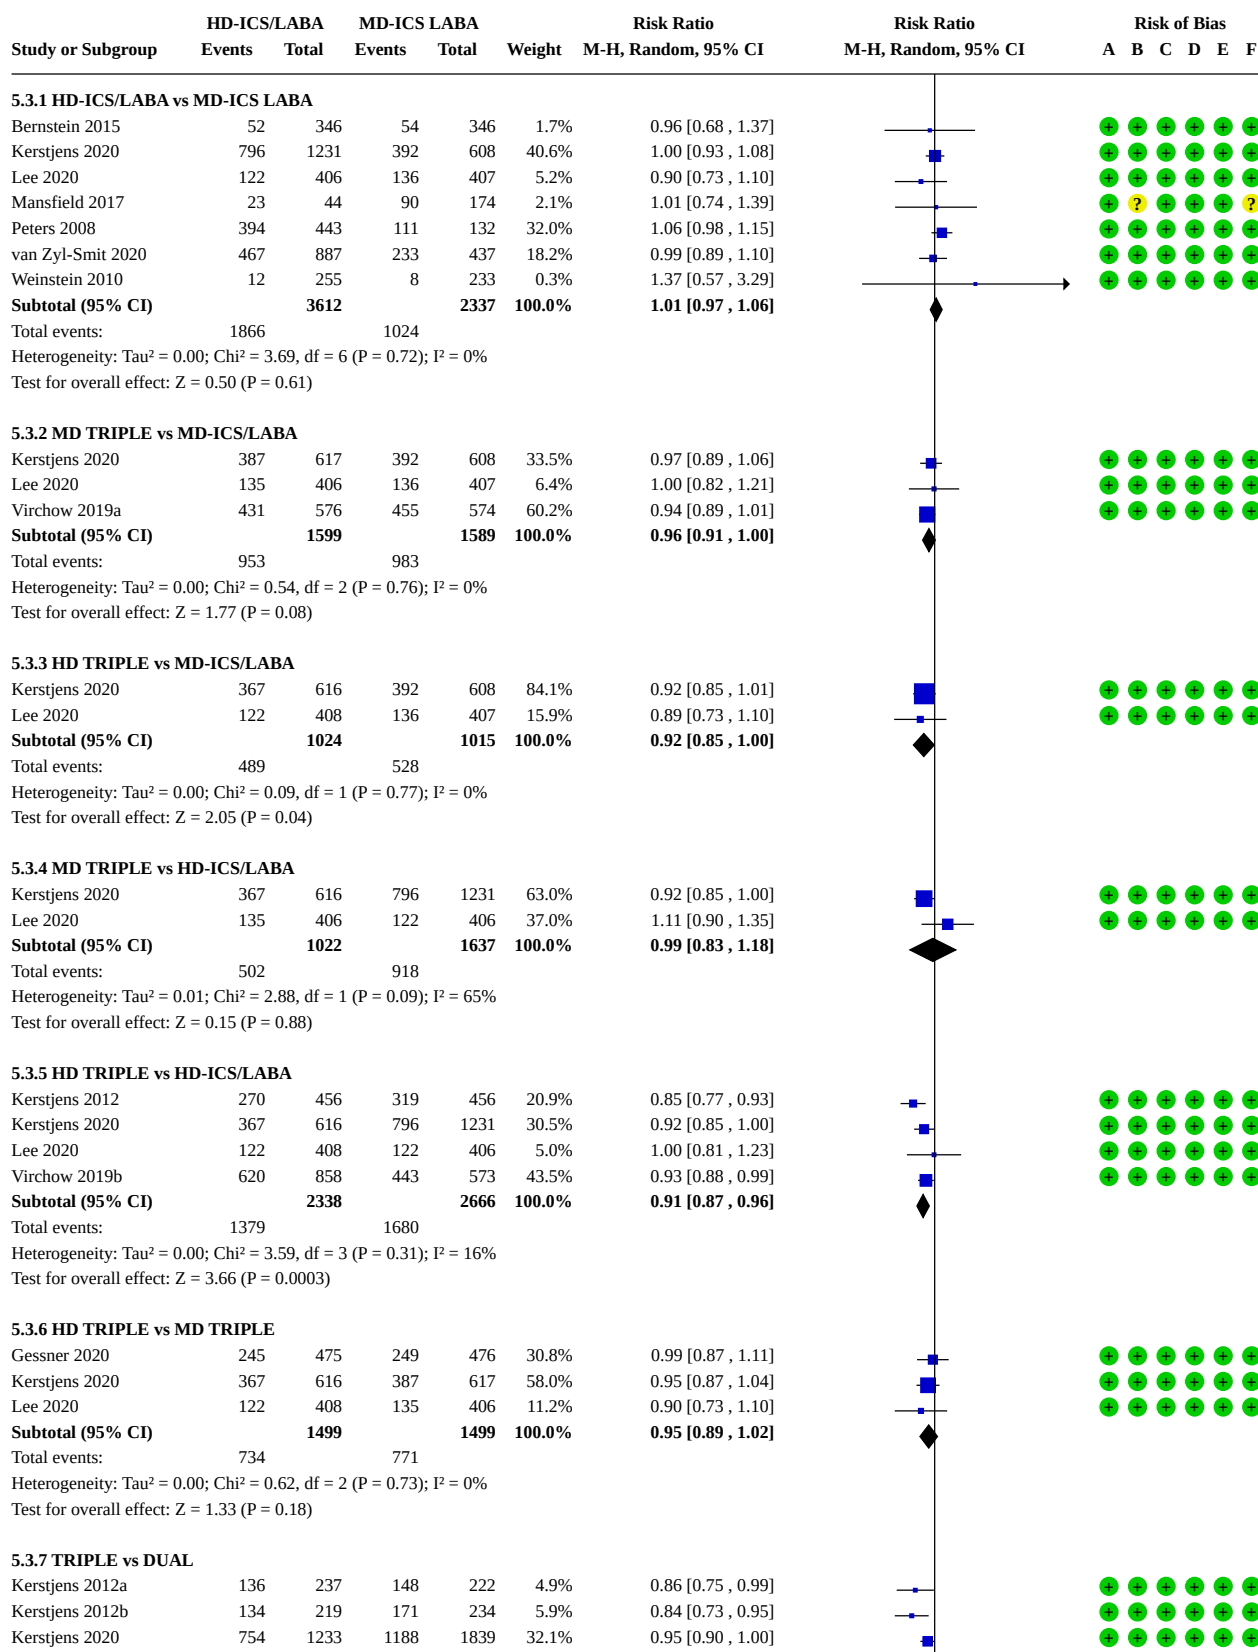 HD-ICS/LABA MD-ICS LABA Risk Ratio Risk Ratio Risk of Bias
Study or Subgroup Events Total Events Total Weight M-H, Random, 95% CI M-H, Random, 95% CI A B C D E F
5.3.1 HD-ICS/LABA vs MD-ICS LABA
Bernstein 2015 52 346 54 346 1.7% 0.96 [0.68 , 1.37] + + + + + +
Kerstjens 2020 796 1231 392 608 40.6% 1.00 [0.93 , 1.08] + + + + + +
Lee 2020 122 406 136 407 5.2% 0.90 [0.73 , 1.10] + + + + + +
Mansfield 2017 23 44 90 174 2.1% 1.01 [0.74 , 1.39] + ? + + + ?
Peters 2008 394 443 111 132 32.0% 1.06 [0.98 , 1.15] + + + + + +
van Zyl-Smit 2020 467 887 233 437 18.2% 0.99 [0.89 , 1.10] + + + + + +
Weinstein 2010 12 255 8 233 0.3% 1.37 [0.57 , 3.29] + + + + + +
Subtotal (95% CI) 3612 2337 100.0% 1.01 [0.97 , 1.06]
Total events: 1866 1024
Heterogeneity: Tau² = 0.00; Chi² = 3.69, df = 6 (P = 0.72); I² = 0%
Test for overall effect: Z = 0.50 (P = 0.61)
5.3.2 MD TRIPLE vs MD-ICS/LABA
Kerstjens 2020 387 617 392 608 33.5% 0.97 [0.89 , 1.06] + + + + + +
Lee 2020 135 406 136 407 6.4% 1.00 [0.82 , 1.21] + + + + + +
Virchow 2019a 431 576 455 574 60.2% 0.94 [0.89 , 1.01] + + + + + +
Subtotal (95% CI) 1599 1589 100.0% 0.96 [0.91 , 1.00]
Total events: 953 983
Heterogeneity: Tau² = 0.00; Chi² = 0.54, df = 2 (P = 0.76); I² = 0%
Test for overall effect: Z = 1.77 (P = 0.08)
5.3.3 HD TRIPLE vs MD-ICS/LABA
Kerstjens 2020 367 616 392 608 84.1% 0.92 [0.85 , 1.01] + + + + + +
Lee 2020 122 408 136 407 15.9% 0.89 [0.73 , 1.10] + + + + + +
Subtotal (95% CI) 1024 1015 100.0% 0.92 [0.85 , 1.00]
Total events: 489 528
Heterogeneity: Tau² = 0.00; Chi² = 0.09, df = 1 (P = 0.77); I² = 0%
Test for overall effect: Z = 2.05 (P = 0.04)
5.3.4 MD TRIPLE vs HD-ICS/LABA
Kerstjens 2020 367 616 796 1231 63.0% 0.92 [0.85 , 1.00] + + + + + +
Lee 2020 135 406 122 406 37.0% 1.11 [0.90 , 1.35] + + + + + +
Subtotal (95% CI) 1022 1637 100.0% 0.99 [0.83 , 1.18]
Total events: 502 918
Heterogeneity: Tau² = 0.01; Chi² = 2.88, df = 1 (P = 0.09); I² = 65%
Test for overall effect: Z = 0.15 (P = 0.88)
5.3.5 HD TRIPLE vs HD-ICS/LABA
Kerstjens 2012 270 456 319 456 20.9% 0.85 [0.77 , 0.93] + + + + + +
Kerstjens 2020 367 616 796 1231 30.5% 0.92 [0.85 , 1.00] + + + + + +
Lee 2020 122 408 122 406 5.0% 1.00 [0.81 , 1.23] + + + + + +
Virchow 2019b 620 858 443 573 43.5% 0.93 [0.88 , 0.99] + + + + + +
Subtotal (95% CI) 2338 2666 100.0% 0.91 [0.87 , 0.96]
Total events: 1379 1680
Heterogeneity: Tau² = 0.00; Chi² = 3.59, df = 3 (P = 0.31); I² = 16%
Test for overall effect: Z = 3.66 (P = 0.0003)
5.3.6 HD TRIPLE vs MD TRIPLE
Gessner 2020 245 475 249 476 30.8% 0.99 [0.87 , 1.11] + + + + + +
Kerstjens 2020 367 616 387 617 58.0% 0.95 [0.87 , 1.04] + + + + + +
Lee 2020 122 408 135 406 11.2% 0.90 [0.73 , 1.10] + + + + + +
Subtotal (95% CI) 1499 1499 100.0% 0.95 [0.89 , 1.02]
Total events: 734 771
Heterogeneity: Tau² = 0.00; Chi² = 0.62, df = 2 (P = 0.73); I² = 0%
Test for overall effect: Z = 1.33 (P = 0.18)
5.3.7 TRIPLE vs DUAL
Kerstjens 2012a 136 237 148 222 4.9% 0.86 [0.75 , 0.99] + + + + + +
Kerstjens 2012b 134 219 171 234 5.9% 0.84 [0.73 , 0.95] + + + + + +
Kerstjens 2020 754 1233 1188 1839 32.1% 0.95 [0.90 , 1.00] + + + + + +